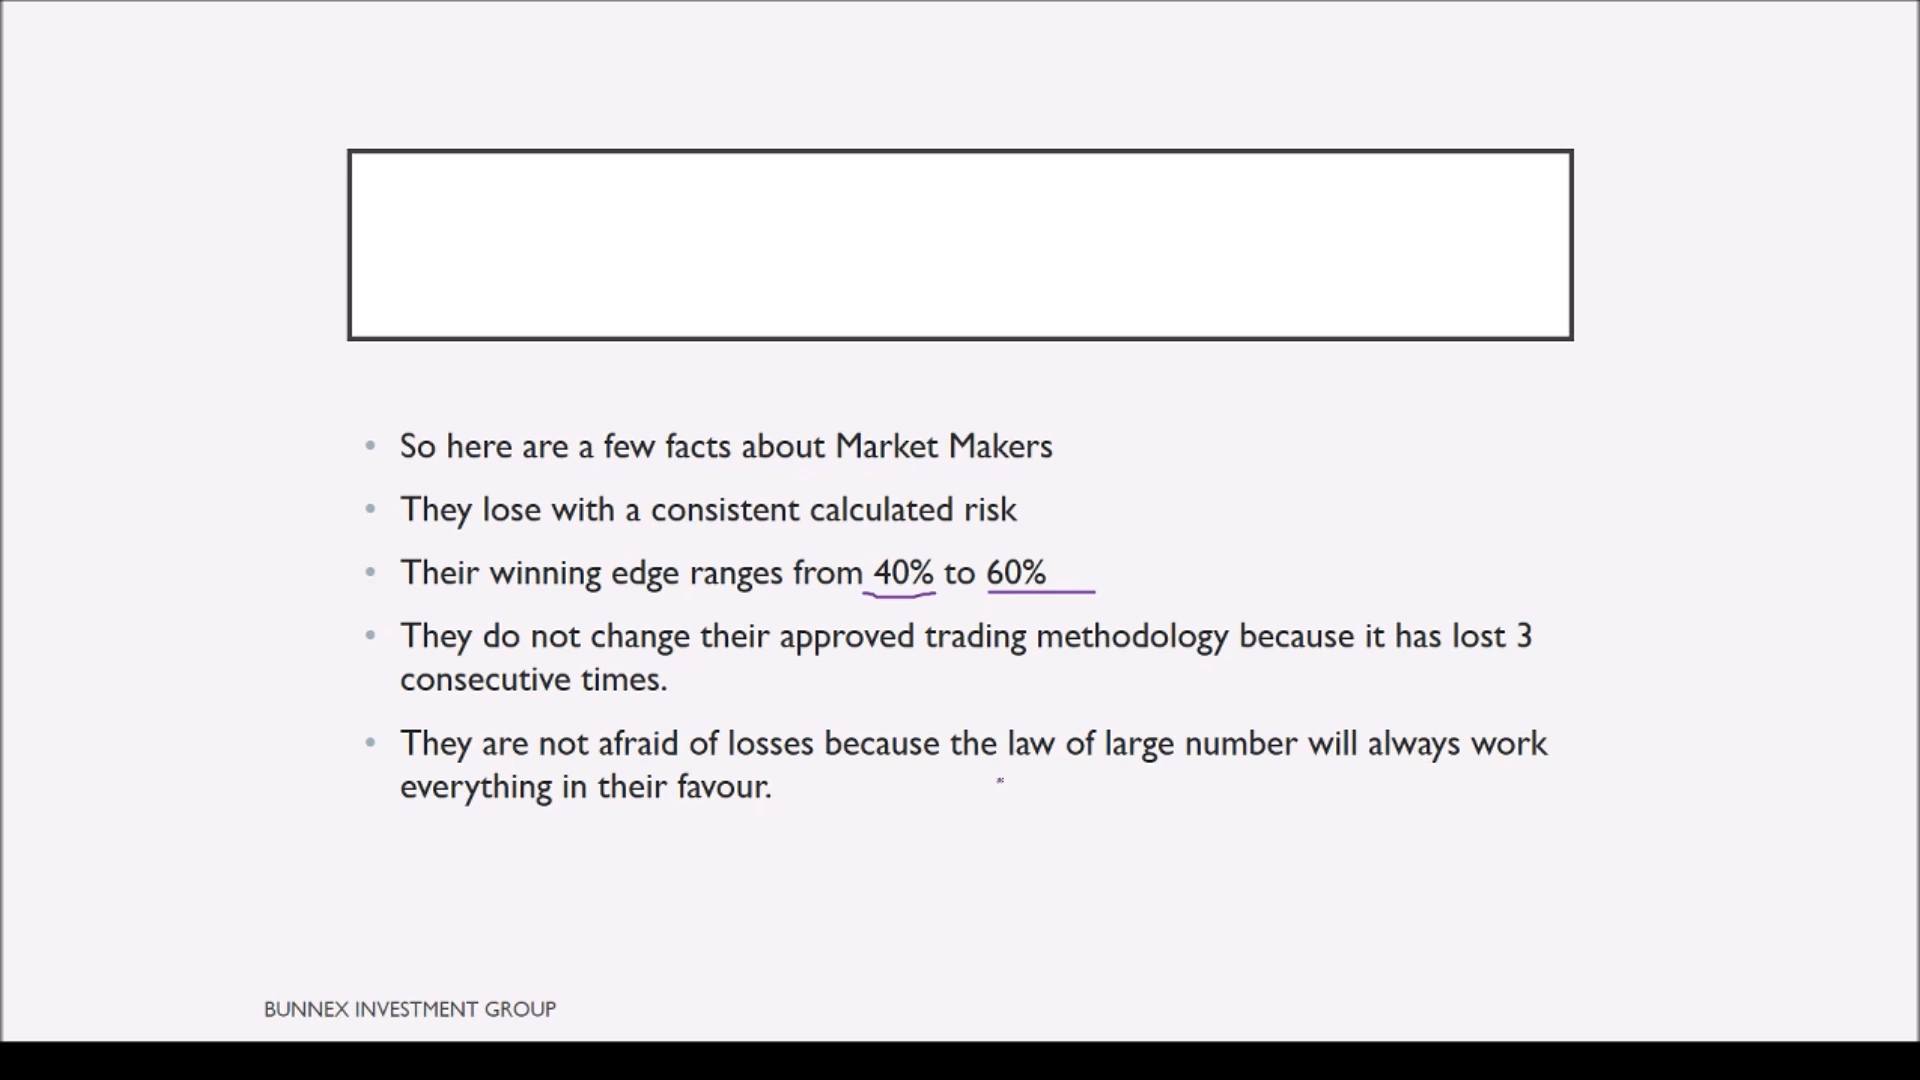 • So here are a few facts about Market Makers
• They lose with a consistent calculated risk
• Their winning edge ranges from 40% to 60%
• They do not change their approved trading methodology because it has lost 3
consecutive times.
• They are not afraid of losses because the law of large number will always work
everything in their favour.
BUNNEX INVESTMENT GROUP